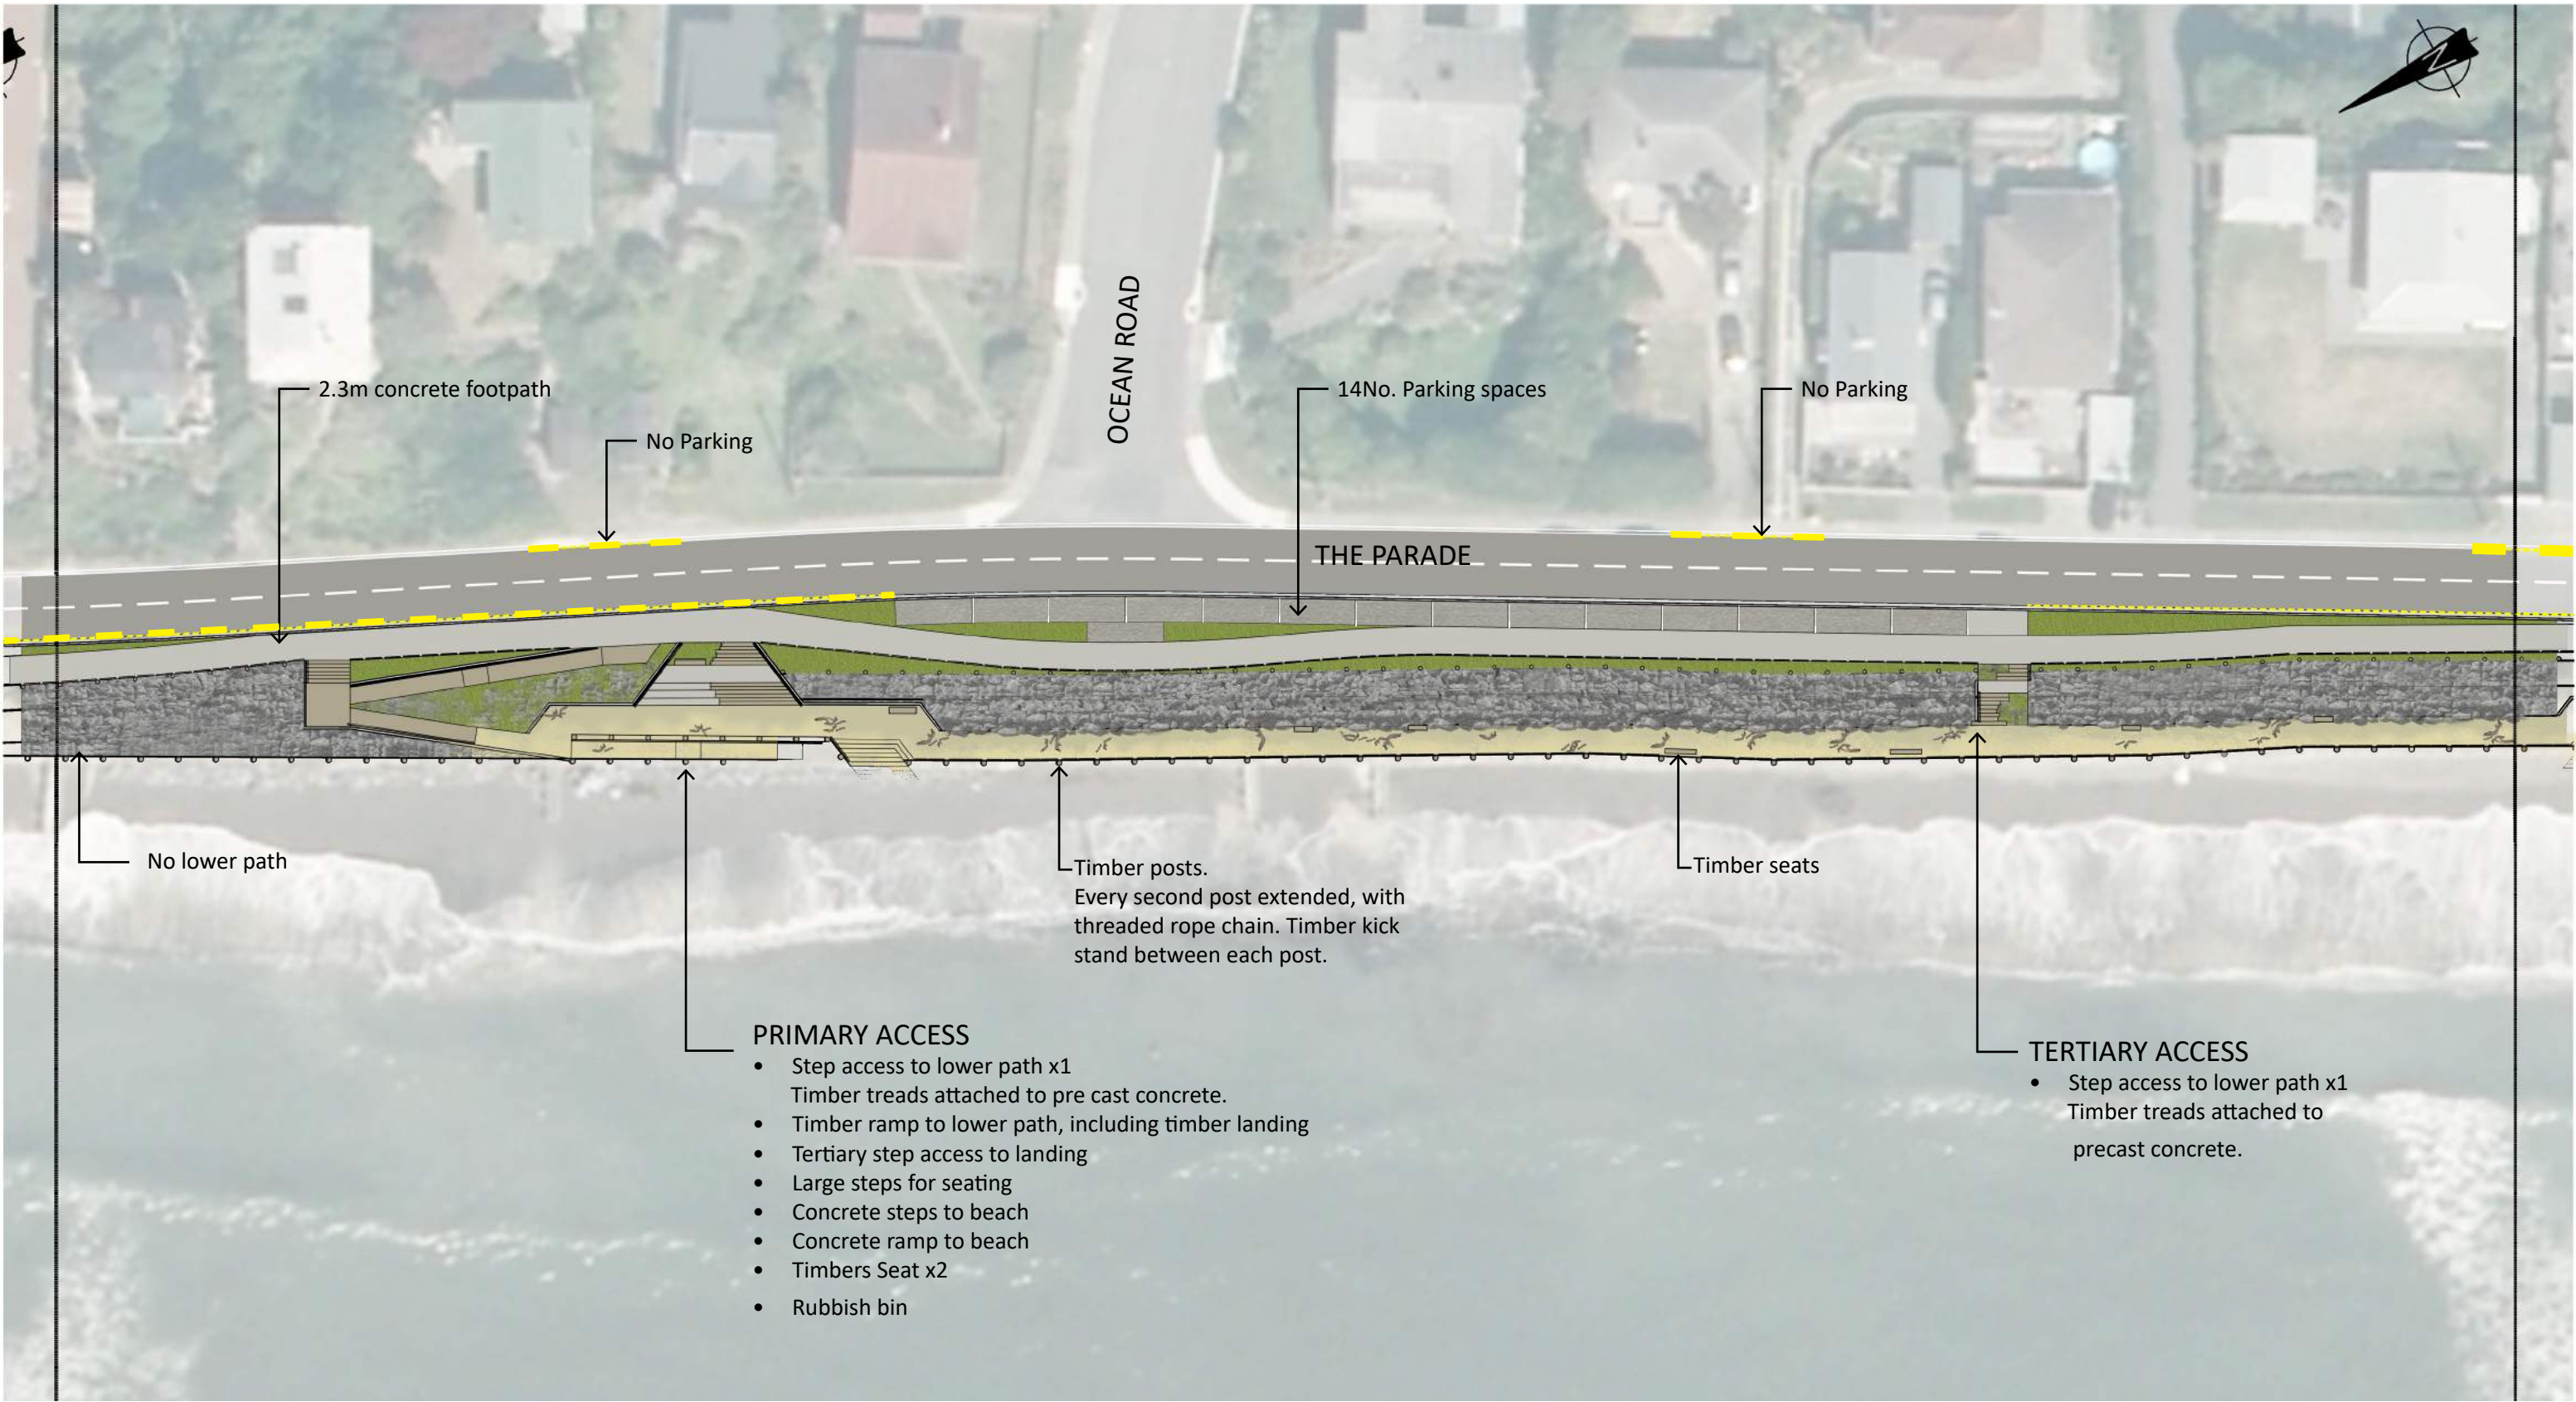 N
OCEAN ROAD
2.3m concrete footpath
14No. Parking spaces
No Parking
No Parking
THE PARADE
No lower path
Timber posts.
Every second post extended, with
threaded rope chain. Timber kick
stand between each post.
Timber seats
PRIMARY ACCESS
• Step access to lower path x1
Timber treads attached to pre cast concrete.
• Timber ramp to lower path, including timber landing
• Tertiary step access to landing
• Large steps for seating
• Concrete steps to beach
• Concrete ramp to beach
• Timbers Seat x2
• Rubbish bin
TERTIARY ACCESS
• Step access to lower path x1
Timber treads attached to
precast concrete.